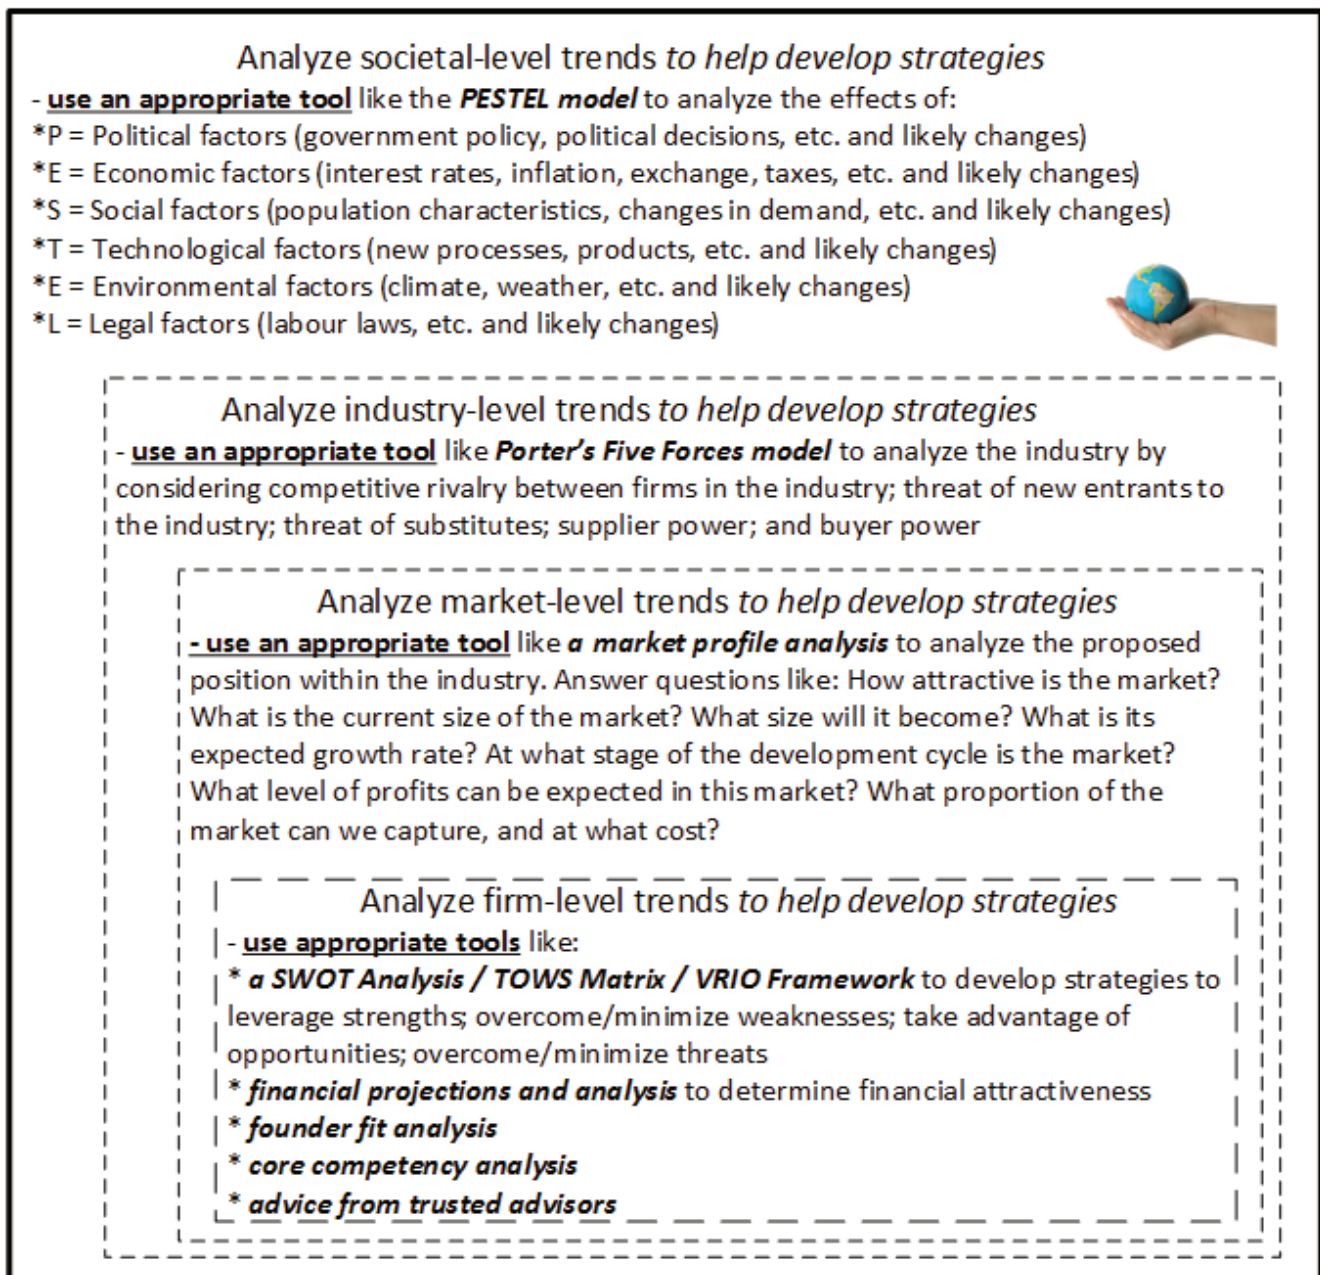 Analyze societal-level trends to help develop strategies
- use an appropriate tool like the PESTEL model to analyze the effects of:
*P = Political factors (government policy, political decisions, etc. and likely changes)
*E = Economic factors (interest rates, inflation, exchange, taxes, etc. and likely changes)
*S = Social factors (population characteristics, changes in demand, etc. and likely changes)
*T = Technological factors (new processes, products, etc. and likely changes)
*E = Environmental factors (climate, weather, etc. and likely changes)
*L = Legal factors (labour laws, etc. and likely changes)
Analyze industry-level trends to help develop strategies
- use an appropriate tool like Porter's Five Forces model to analyze the industry by
considering competitive rivalry between firms in the industry; threat of new entrants to
the industry; threat of substitutes; supplier power; and buyer power
Analyze market-level trends to help develop strategies
- use an appropriate tool like a market profile analysis to analyze the proposed
position within the industry. Answer questions like: How attractive is the market?
What is the current size of the market? What size will it become? What is its
expected growth rate? At what stage of the development cycle is the market?
What level of profits can be expected in this market? What proportion of the
market can we capture, and at what cost?
Analyze firm-level trends to help develop strategies
- use appropriate tools like:
* a SWOT Analysis / TOWS Matrix / VRIO Framework to develop strategies to
leverage strengths; overcome/minimize weaknesses; take advantage of
opportunities; overcome/minimize threats
* financial projections and analysis to determine financial attractiveness
* founder fit analysis
* core competency analysis
* advice from trusted advisors